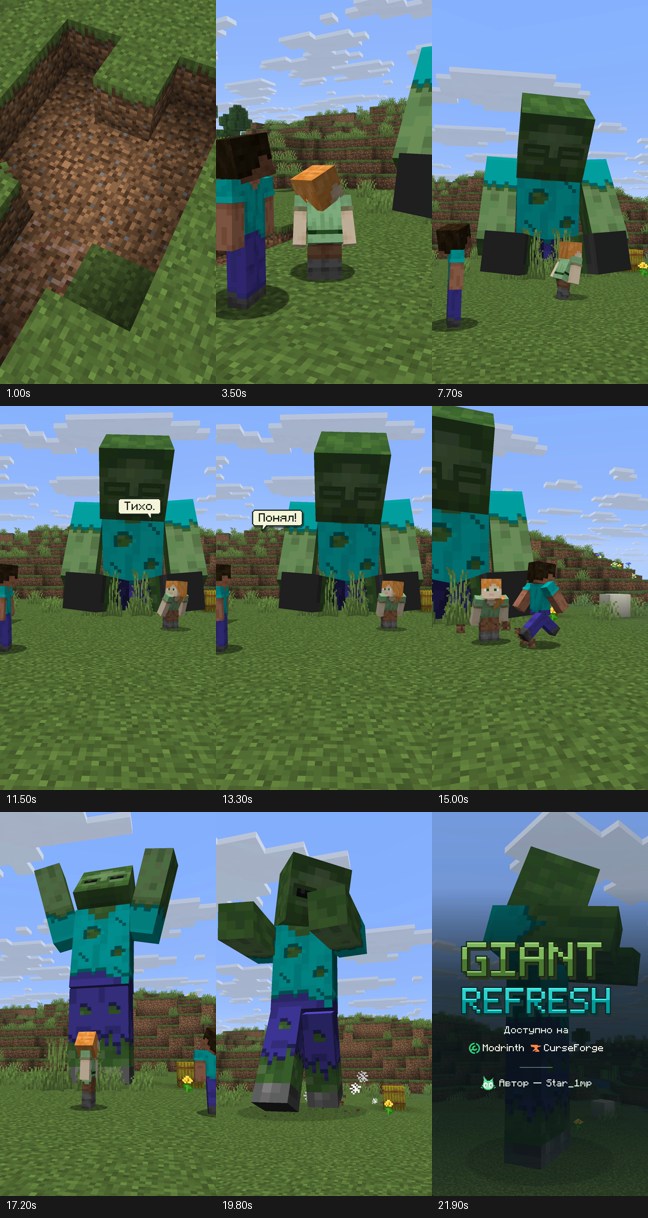 1.00s
3.50s
7.70s
Тихо.
Понял!
11.50s
13.30s
15.00s
GIANT
REFRESH
Доступно на
Modrinth CurseForge
Автор — Star_1mp
17.20s
19.80s
21.90s